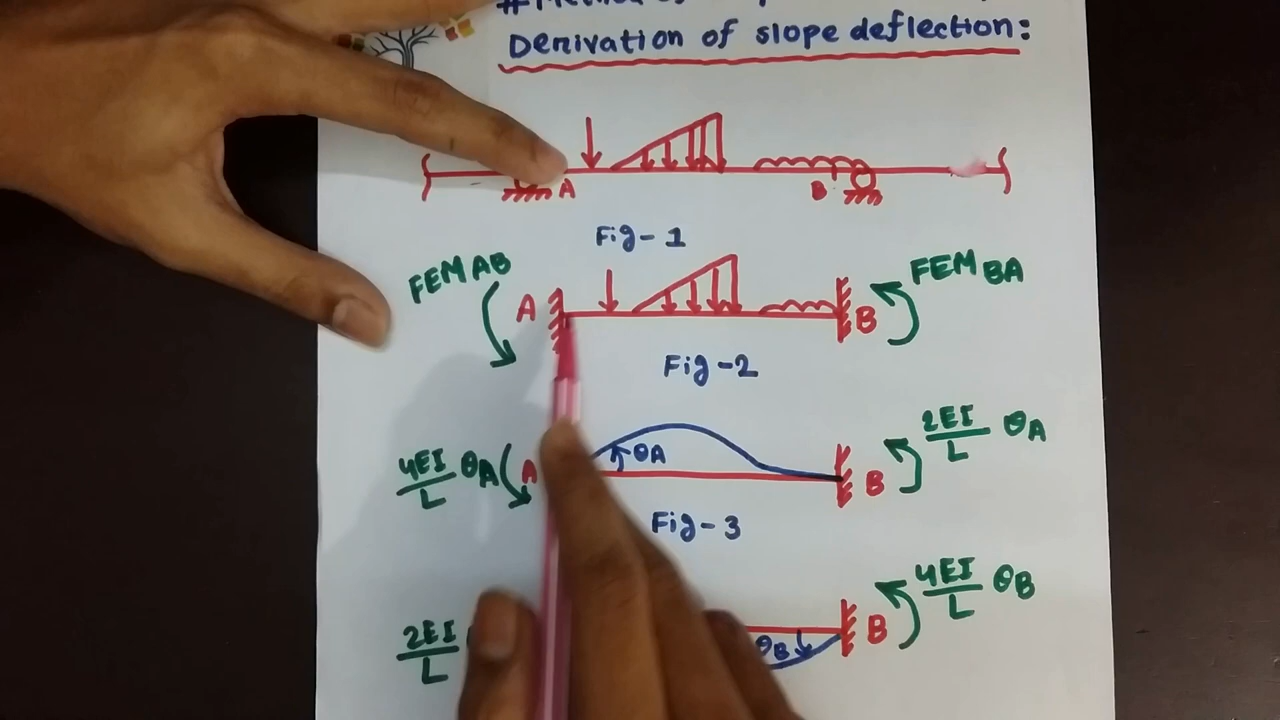 Derivation of slope deflection:
A B
Fig-1
FEM AB FEM BA
A B
Fig-2
4EI/L θA A θA B 2EI/L θA
Fig-3
2EI/L θB B 4EI/L θB